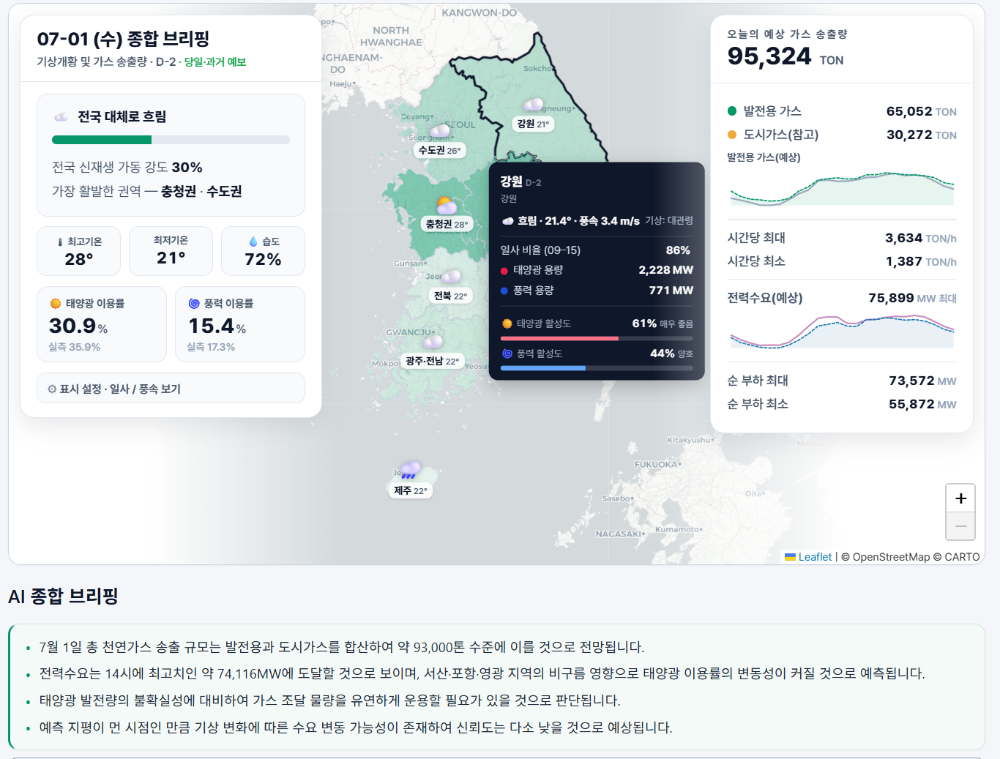 07-01 (수) 종합 브리핑
기상개황 및 가스 송출량 · D-2 · 당일·과거 예보
전국 대체로 흐림
전국 신재생 가동 강도 30%
가장 활발한 권역 — 충청권 · 수도권
최고기온
28°
최저기온
21°
습도
72%
태양광 이용률
30.9%
실측 35.9%
풍력 이용률
15.4%
실측 17.3%
표시 설정 · 일사 / 풍속 보기
KANGWON-DO
NORTH
HWANGHAE
DO
Haeju
Sokcho
Goyang
강원 21°
수도권 26°
충청권 28°
Gunsan
전북 22°
GWANGJU
Mokpo
광주·전남 22°
제주 22°
Kitakyushu
FUKUOKA
Matsu
Oita
Sasebo
NAGASAKI
Kumamoto
강원 D-2
강원
흐림 · 21.4° · 풍속 3.4 m/s 기상: 대관령
일사 비율 (09–15) 86%
태양광 용량 2,228 MW
풍력 용량 771 MW
태양광 활성도 61% 매우 좋음
풍력 활성도 44% 양호
오늘의 예상 가스 송출량
95,324 TON
발전용 가스 65,052 TON
도시가스(참고) 30,272 TON
발전용 가스(예상)
시간당 최대 3,634 TON/h
시간당 최소 1,387 TON/h
전력수요(예상) 75,899 MW 최대
순 부하 최대 73,572 MW
순 부하 최소 55,872 MW
+
−
Leaflet | © OpenStreetMap © CARTO
AI 종합 브리핑
• 7월 1일 총 천연가스 송출 규모는 발전용과 도시가스를 합산하여 약 93,000톤 수준에 이를 것으로 전망됩니다.
• 전력수요는 14시에 최고치인 약 74,116MW에 도달할 것으로 보이며, 서산·포항·영광 지역의 비구름 영향으로 태양광 이용률의 변동성이 커질 것으로 예측됩니다.
• 태양광 발전량의 불확실성에 대비하여 가스 조달 물량을 유연하게 운용할 필요가 있을 것으로 판단됩니다.
• 예측 지평이 먼 시점인 만큼 기상 변화에 따른 수요 변동 가능성이 존재하여 신뢰도는 다소 낮을 것으로 예상됩니다.